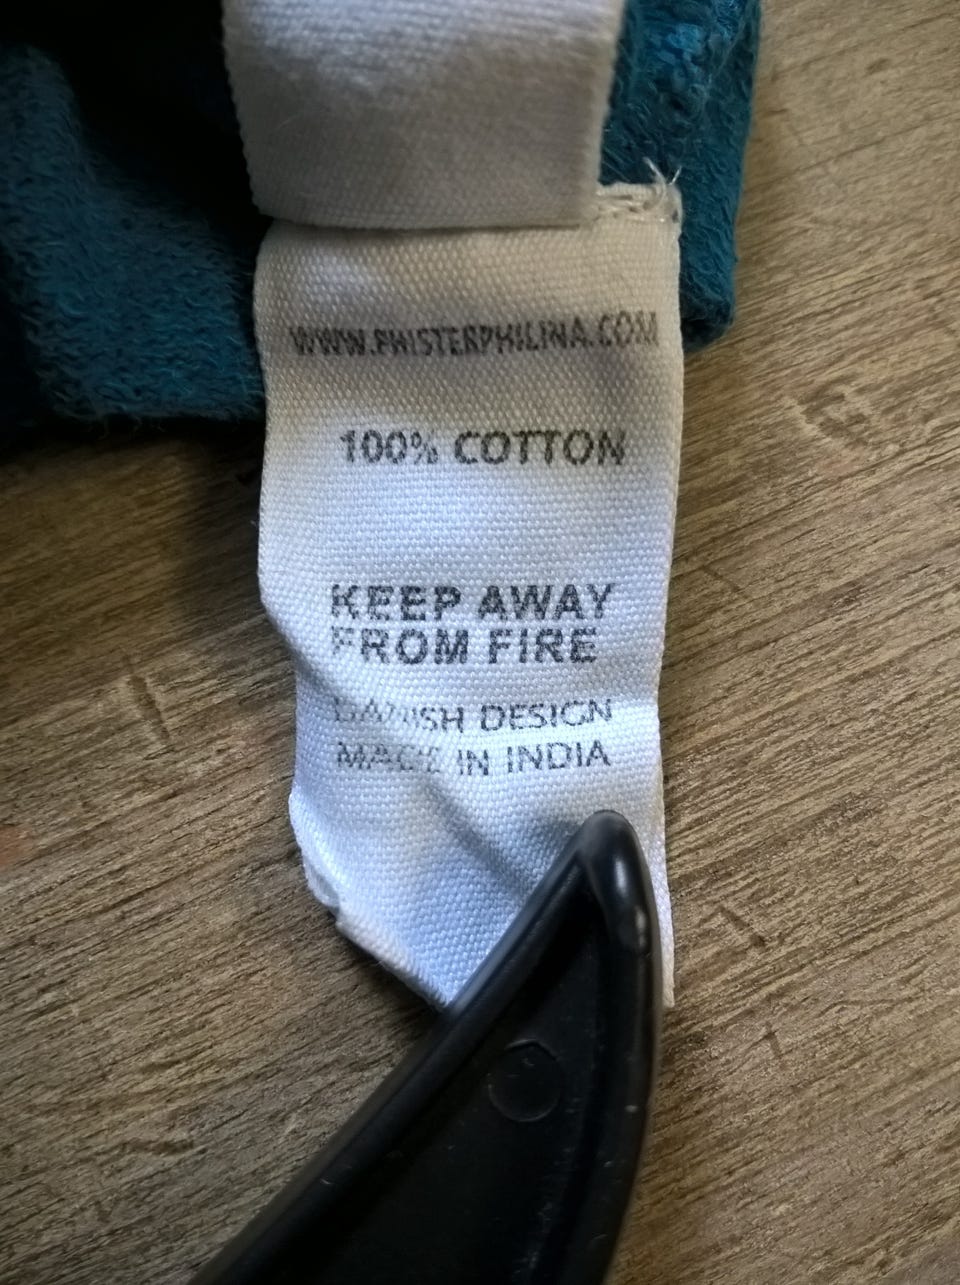 WWW.PHISTERPHILINA.COM
100% COTTON
KEEP AWAY
FROM FIRE
DANISH DESIGN
MADE IN INDIA